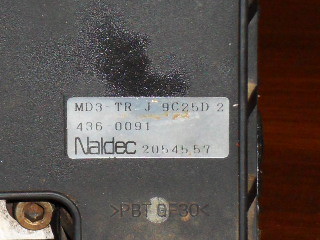 MD3-TR-J 9C25D 2
436 0091
Naldec 2054557
>PBT GF30<